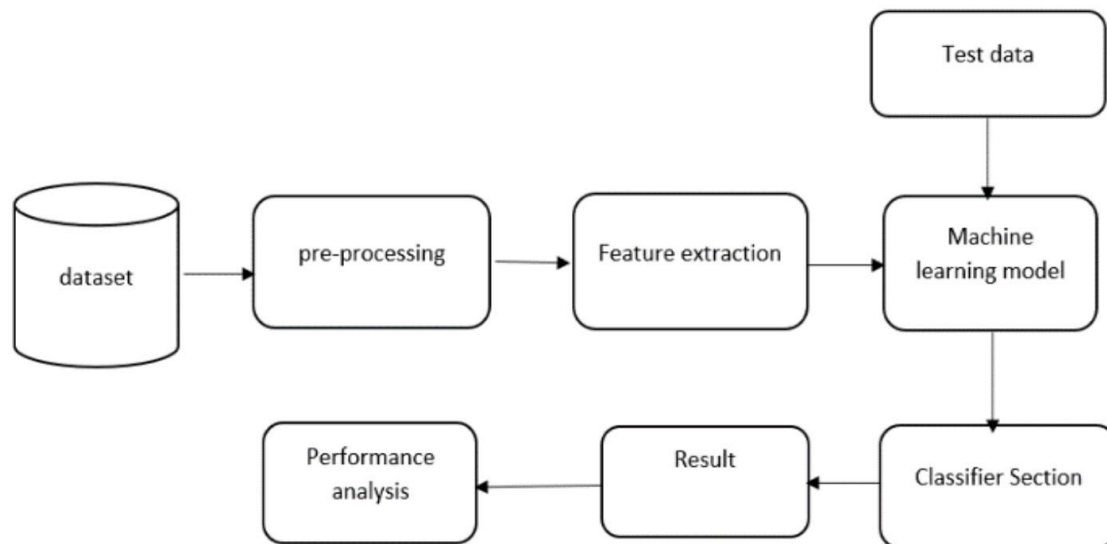 Test data
dataset
pre-processing
Feature extraction
Machine
learning model
Performance
analysis
Result
Classifier Section